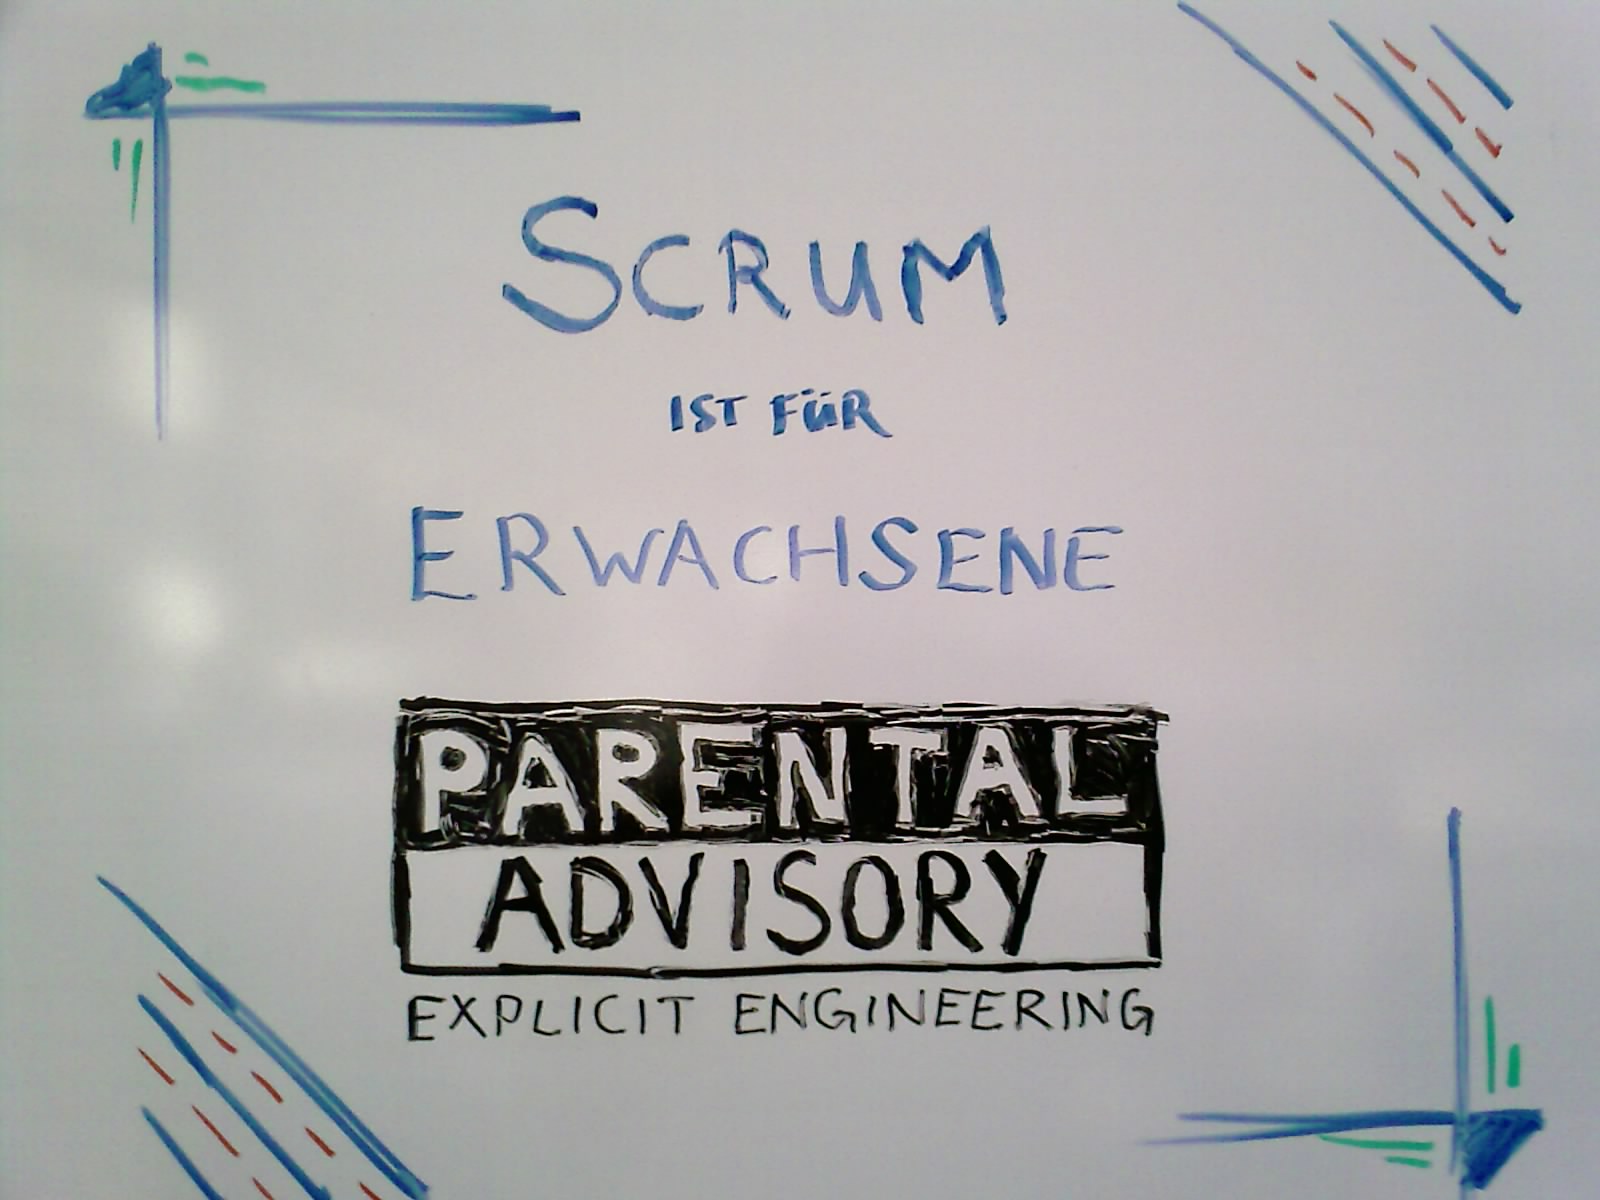 SCRUM
IST FÜR
ERWACHSENE
PARENTAL
ADVISORY
EXPLICIT ENGINEERING